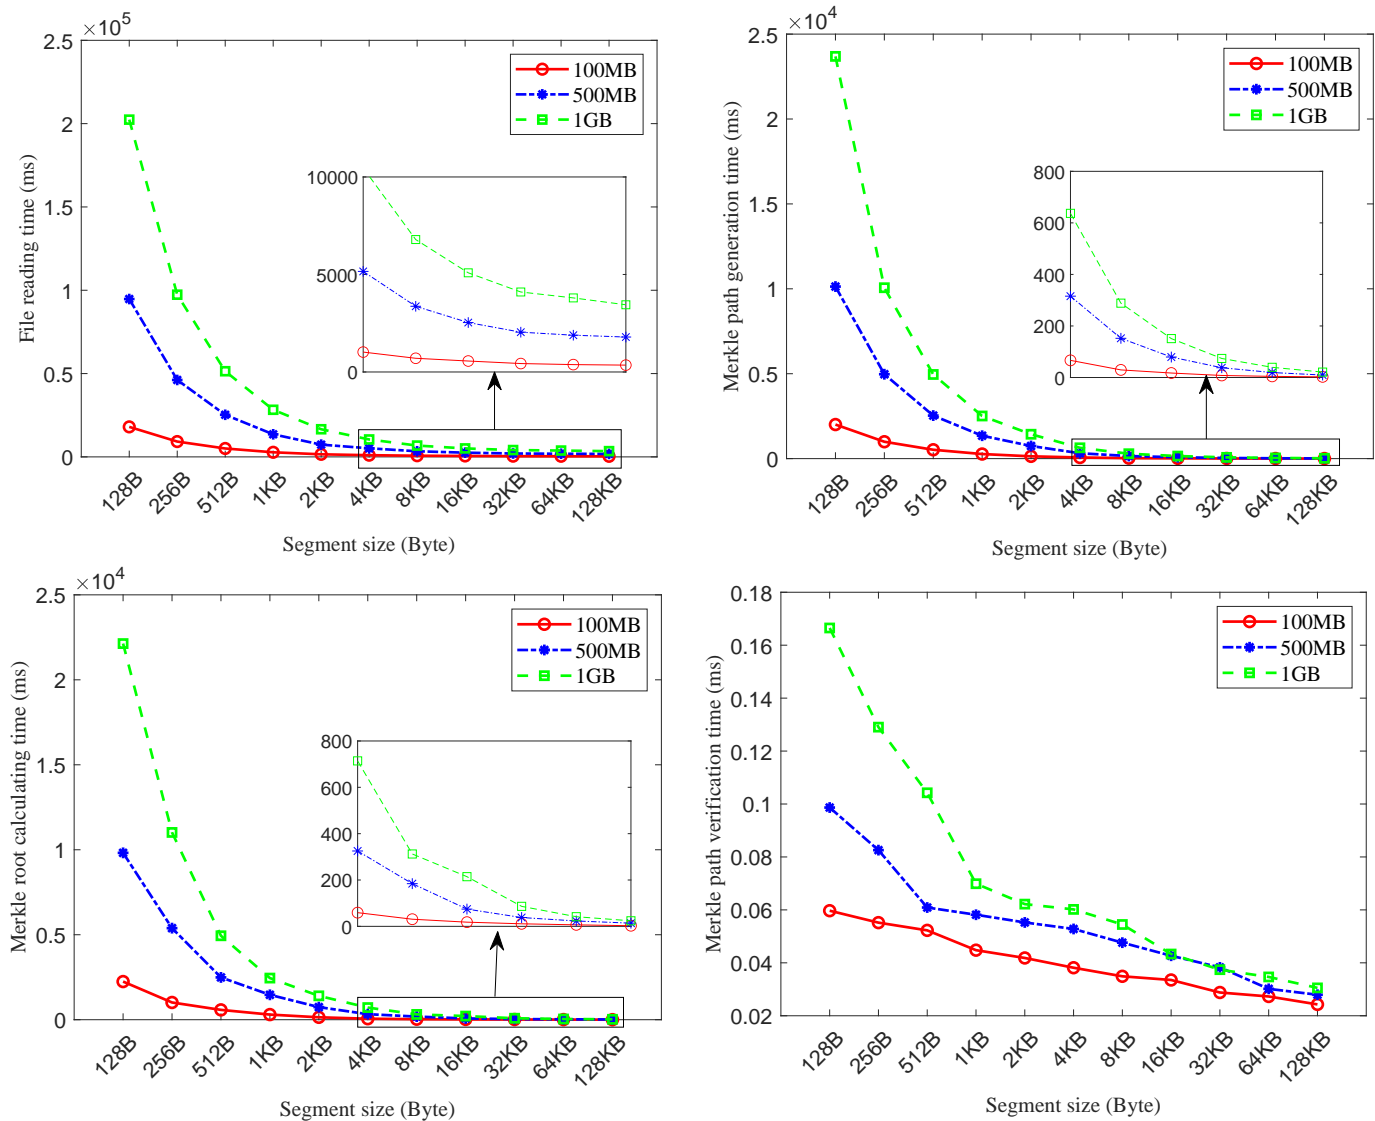 ×10^5
2.5
2
1.5
1
0.5
0
File reading time (ms)
100MB
500MB
1GB
10000
5000
0
128B
256B
512B
1KB
2KB
4KB
8KB
16KB
32KB
64KB
128KB
Segment size (Byte)
×10^4
2.5
2
1.5
1
0.5
0
Merkle path generation time (ms)
100MB
500MB
1GB
800
600
400
200
0
128B
256B
512B
1KB
2KB
4KB
8KB
16KB
32KB
64KB
128KB
Segment size (Byte)
×10^4
2.5
2
1.5
1
0.5
0
Merkle root calculating time (ms)
100MB
500MB
1GB
800
600
400
200
0
128B
256B
512B
1KB
2KB
4KB
8KB
16KB
32KB
64KB
128KB
Segment size (Byte)
0.18
0.16
0.14
0.12
0.1
0.08
0.06
0.04
0.02
Merkle path verification time (ms)
100MB
500MB
1GB
128B
256B
512B
1KB
2KB
4KB
8KB
16KB
32KB
64KB
128KB
Segment size (Byte)